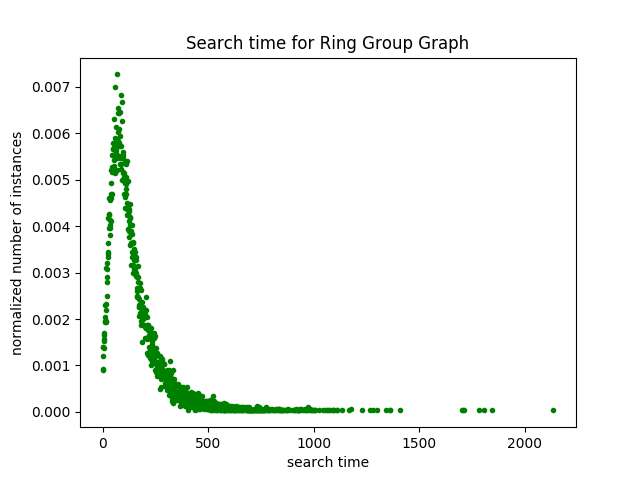 Search time for Ring Group Graph
normalized number of instances
0.007
0.006
0.005
0.004
0.003
0.002
0.001
0.000
0 500 1000 1500 2000
search time